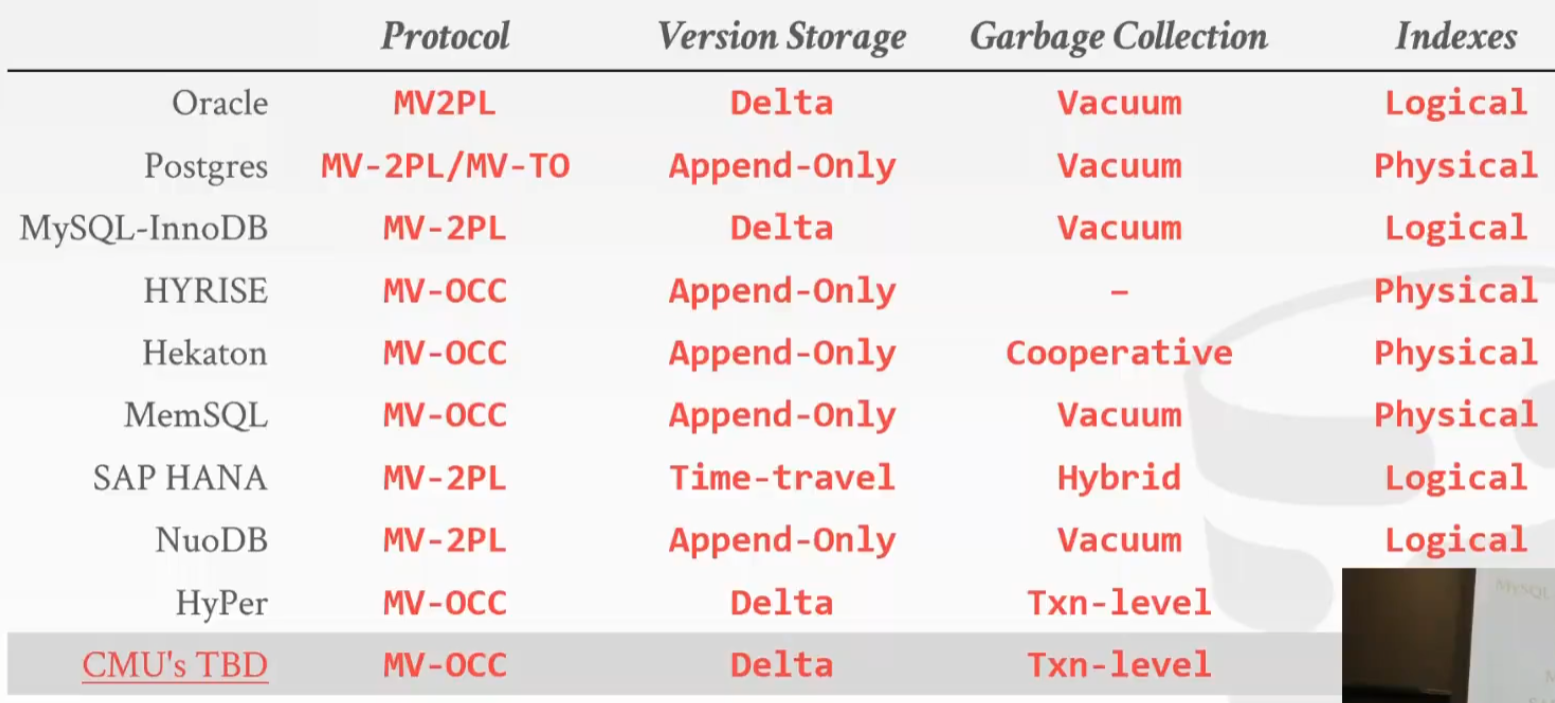 Protocol Version Storage Garbage Collection Indexes
Oracle MV2PL Delta Vacuum Logical
Postgres MV-2PL/MV-TO Append-Only Vacuum Physical
MySQL-InnoDB MV-2PL Delta Vacuum Logical
HYRISE MV-OCC Append-Only – Physical
Hekaton MV-OCC Append-Only Cooperative Physical
MemSQL MV-OCC Append-Only Vacuum Physical
SAP HANA MV-2PL Time-travel Hybrid Logical
NuoDB MV-2PL Append-Only Vacuum Logical
HyPer MV-OCC Delta Txn-level
MySQL
CMU's TBD MV-OCC Delta Txn-level